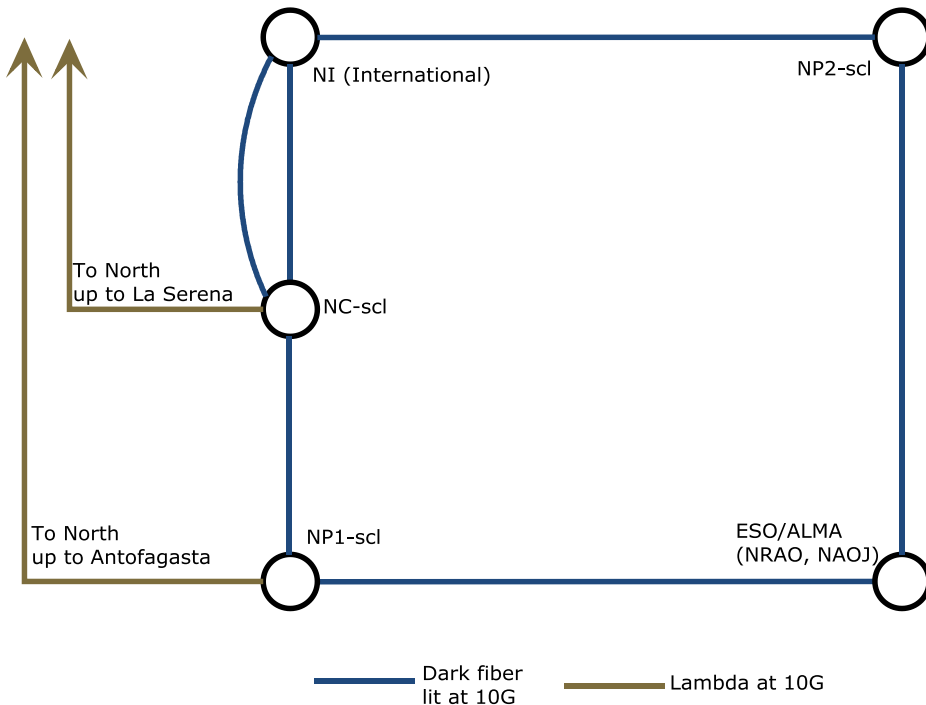 NI (International)
NP2-scl
To North
up to La Serena
NC-scl
To North
up to Antofagasta
NP1-scl
ESO/ALMA
(NRAO, NAOJ)
Dark fiber
lit at 10G
Lambda at 10G